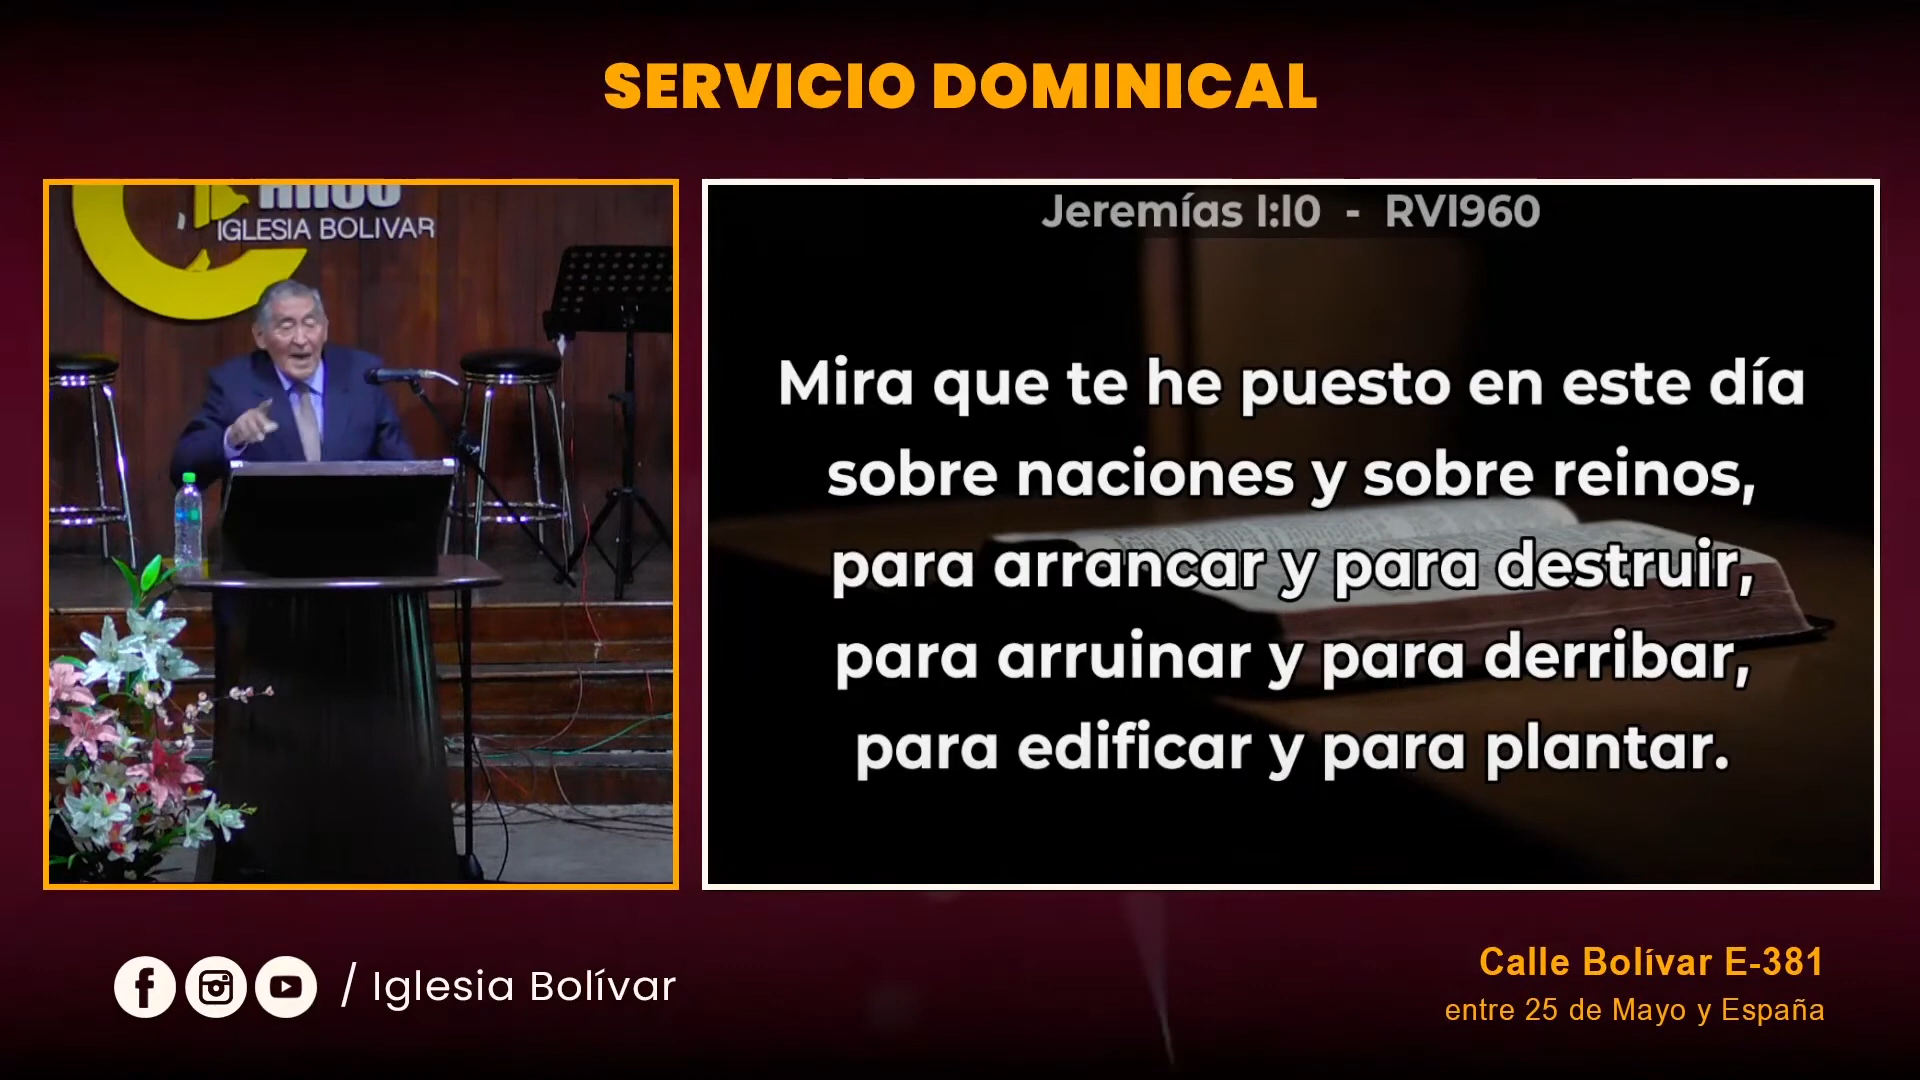 SERVICIO DOMINICAL
IGLESIA BOLIVAR
Jeremías 1:10 - RV1960
Mira que te he puesto en este día
sobre naciones y sobre reinos,
para arrancar y para destruir,
para arruinar y para derribar,
para edificar y para plantar.
/ Iglesia Bolívar
Calle Bolívar E-381
entre 25 de Mayo y España